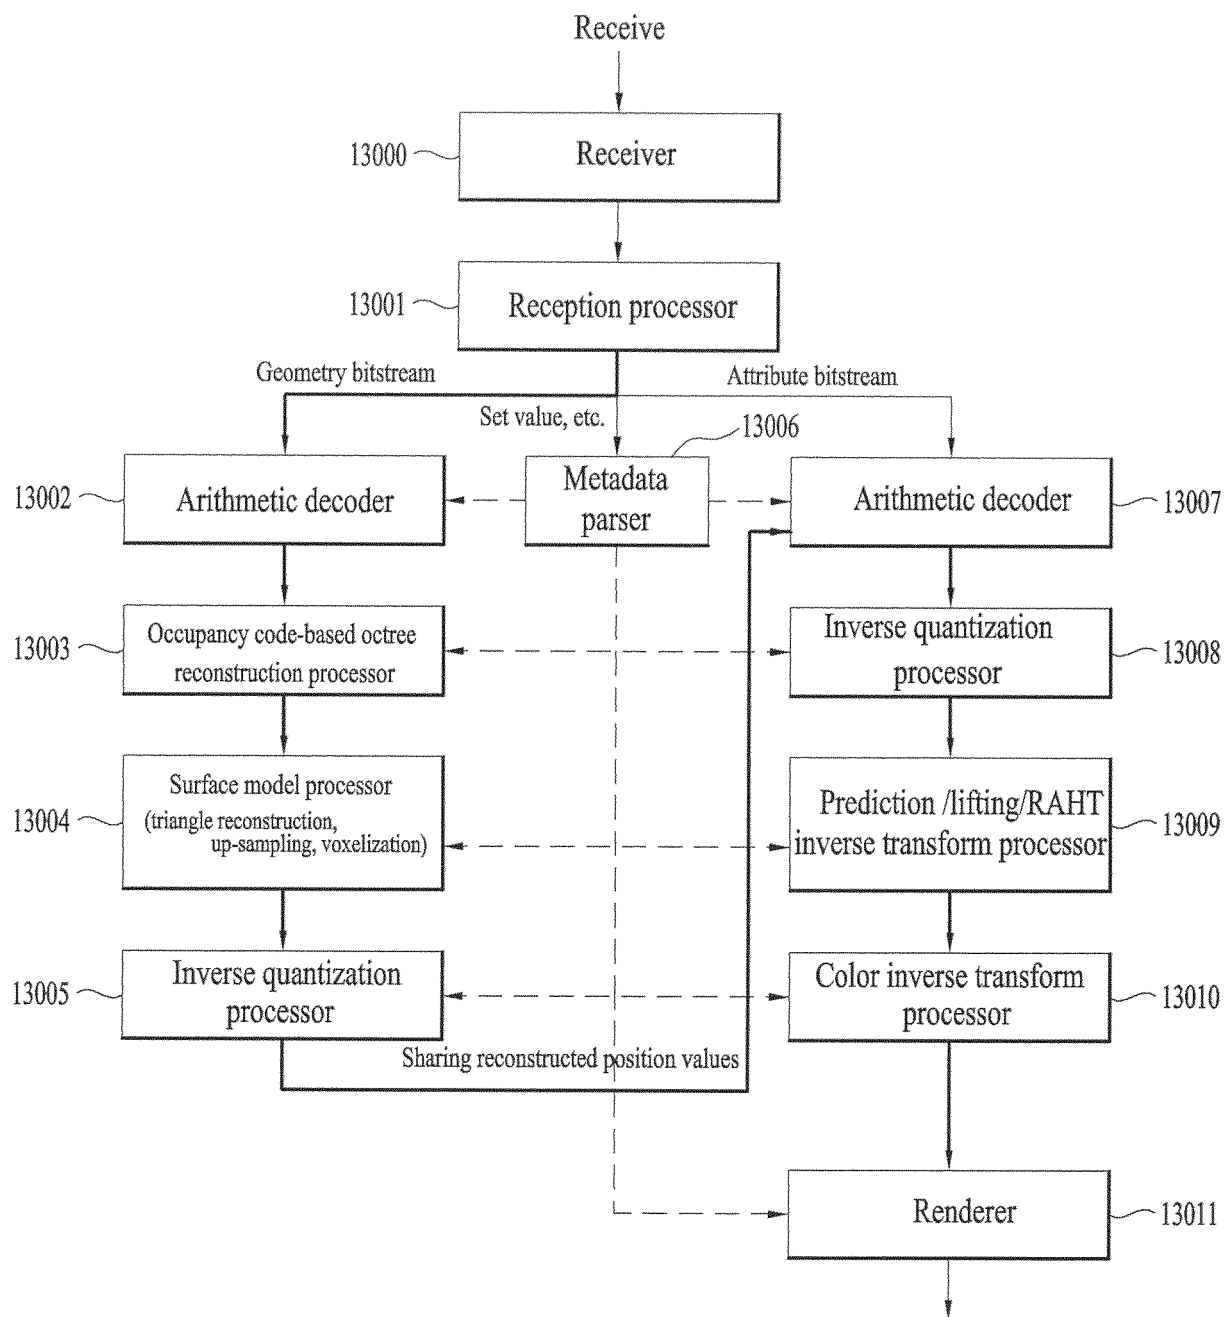 Receive
13000
Receiver
13001
Reception processor
Geometry bitstream
Attribute bitstream
Set value, etc.
13006
13002
Arithmetic decoder
Metadata
parser
Arithmetic decoder
13007
13003
Occupancy code-based octree
reconstruction processor
Inverse quantization
processor
13008
13004
Surface model processor
(triangle reconstruction,
up-sampling, voxelization)
Prediction /lifting/RAHT
inverse transform processor
13009
13005
Inverse quantization
processor
Color inverse transform
processor
13010
Sharing reconstructed position values
Renderer
13011